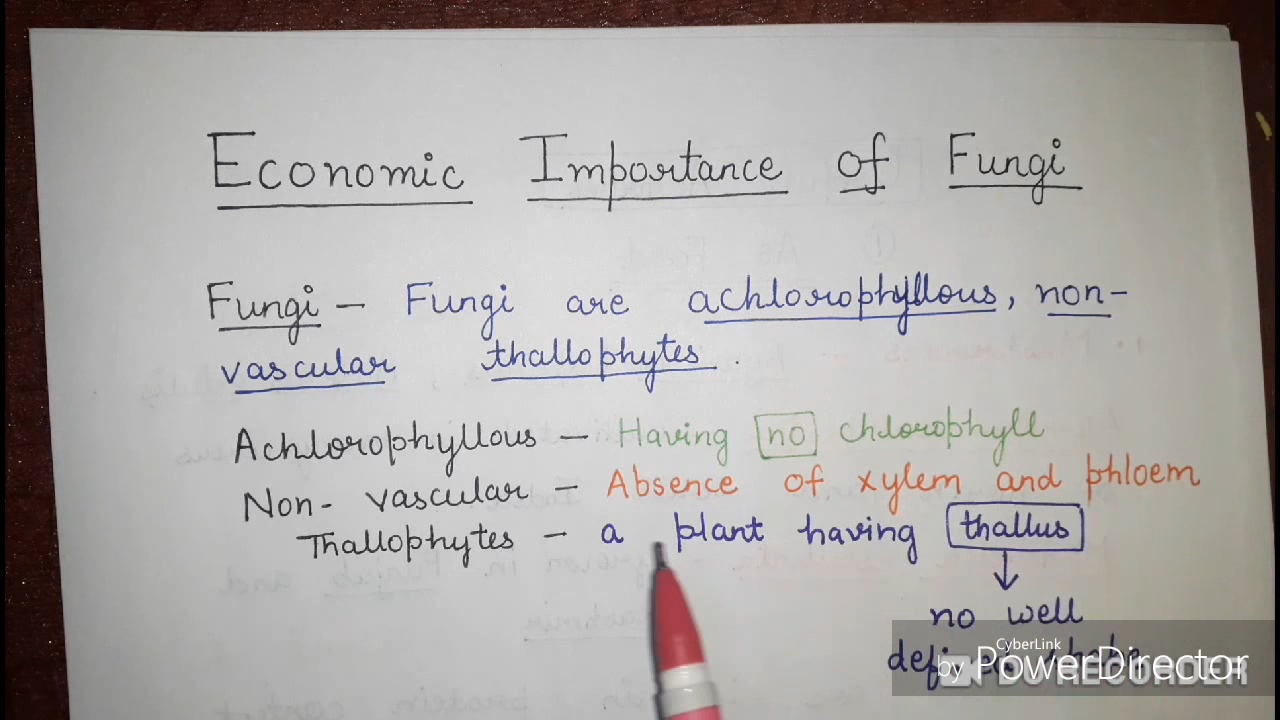 Economic Importance of Fungi
Fungi - Fungi are achlorophyllous, non-
vascular thallophytes.
Achlorophyllous - Having no chlorophyll
Non- vascular - Absence of xylem and phloem
Thallophytes - a plant having thallus
no well
CyberLink
by PowerDirector